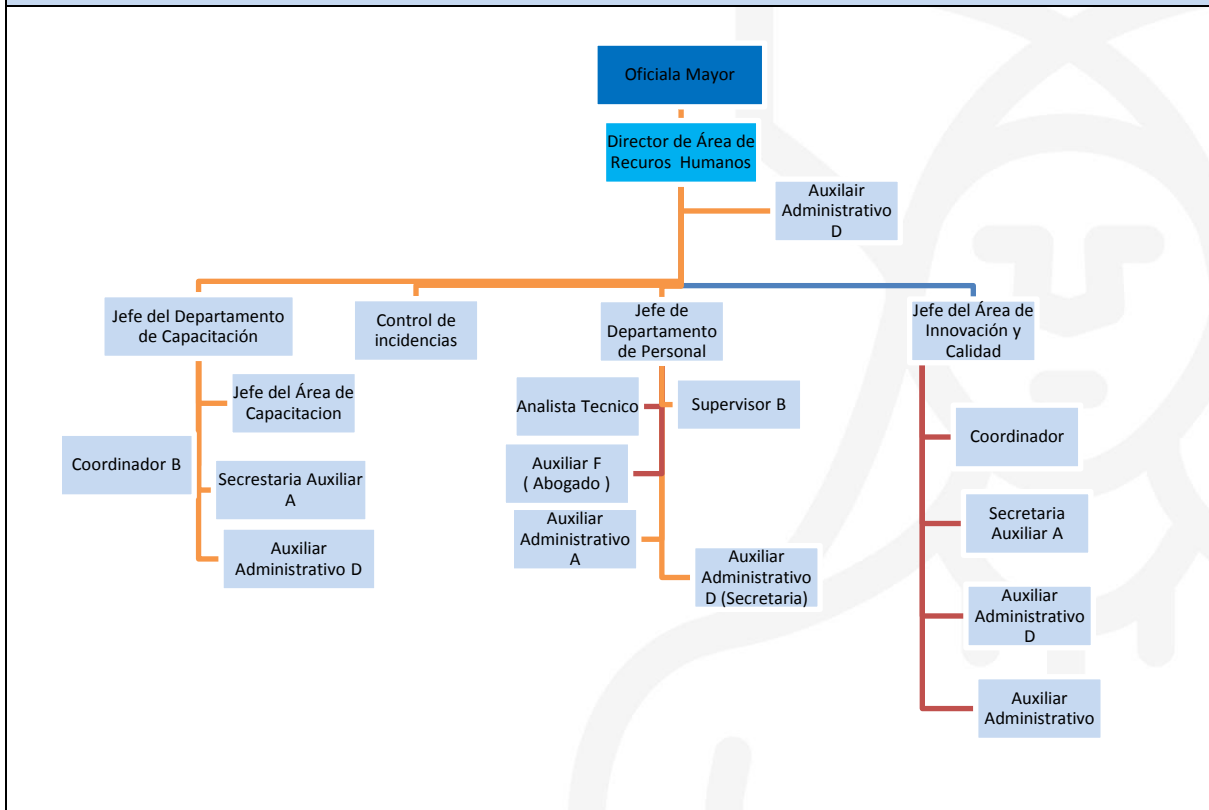 Oficiala Mayor
Director de Área de
Recuros Humanos
Auxilair
Administrativo
D
Jefe del Departamento
de Capacitación
Control de
incidencias
Jefe de
Departamento
de Personal
Jefe del Área de
Innovación y
Calidad
Jefe del Área de
Capacitacion
Coordinador B
Secrestaria Auxiliar
A
Auxiliar
Administrativo D
Analista Tecnico
Supervisor B
Auxiliar F
( Abogado )
Auxiliar
Administrativo
A
Auxiliar
Administrativo
D (Secretaria)
Coordinador
Secretaria
Auxiliar A
Auxiliar
Administrativo
D
Auxiliar
Administrativo